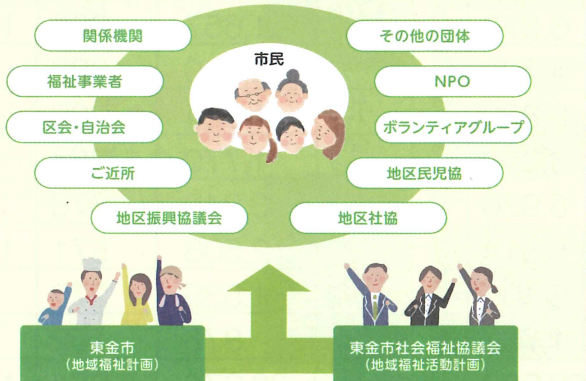 関係機関
その他の団体
市民
福祉事業者
NPO
区会・自治会
ボランティアグループ
ご近所
地区民児協
地区振興協議会
地区社協
東金市
(地域福祉計画)
東金市社会福祉協議会
(地域福祉活動計画)